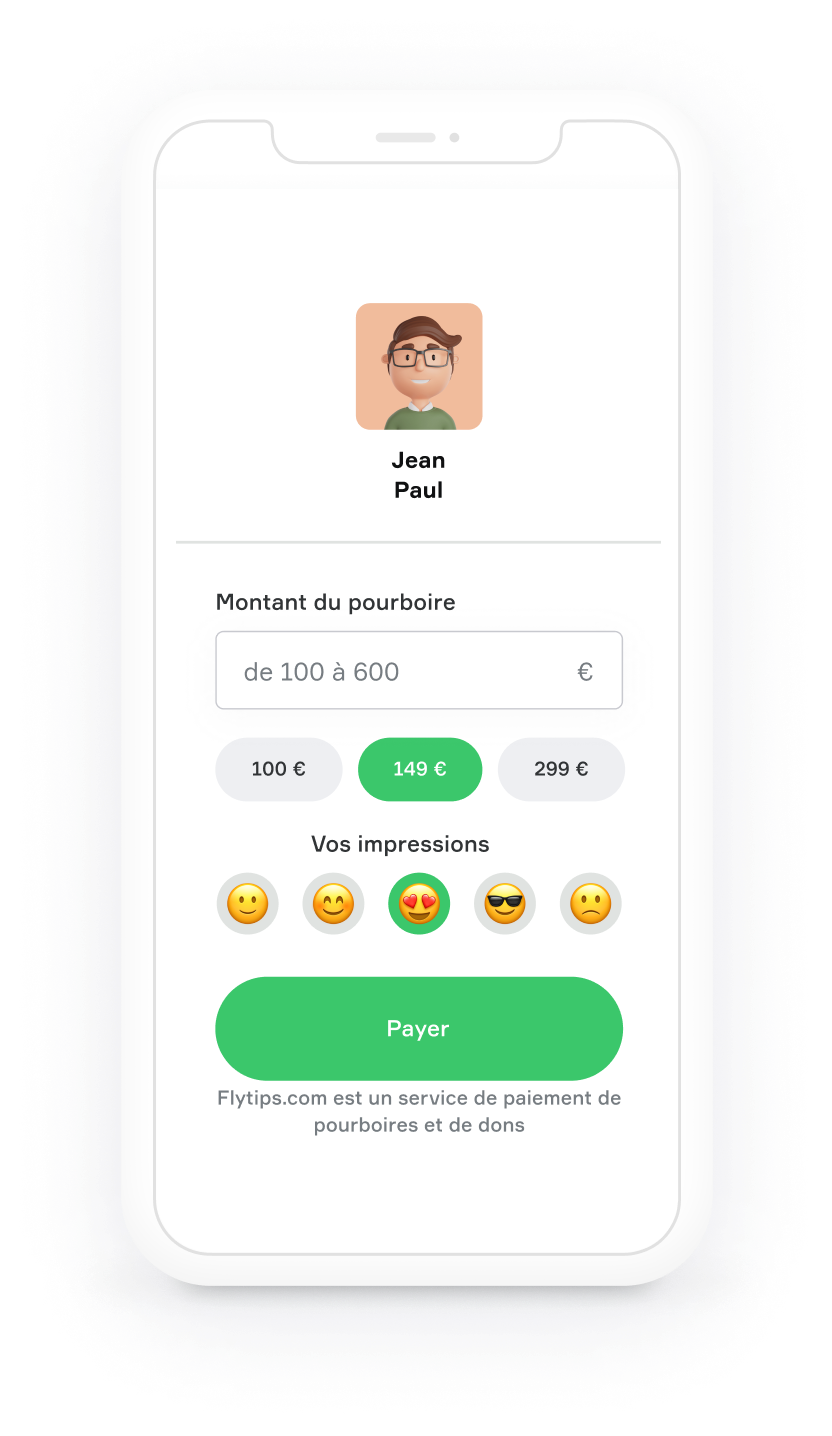 Jean
Paul
Montant du pourboire
de 100 à 600 €
100 € 149 € 299 €
Vos impressions
Payer
Flytips.com est un service de paiement de
pourboires et de dons